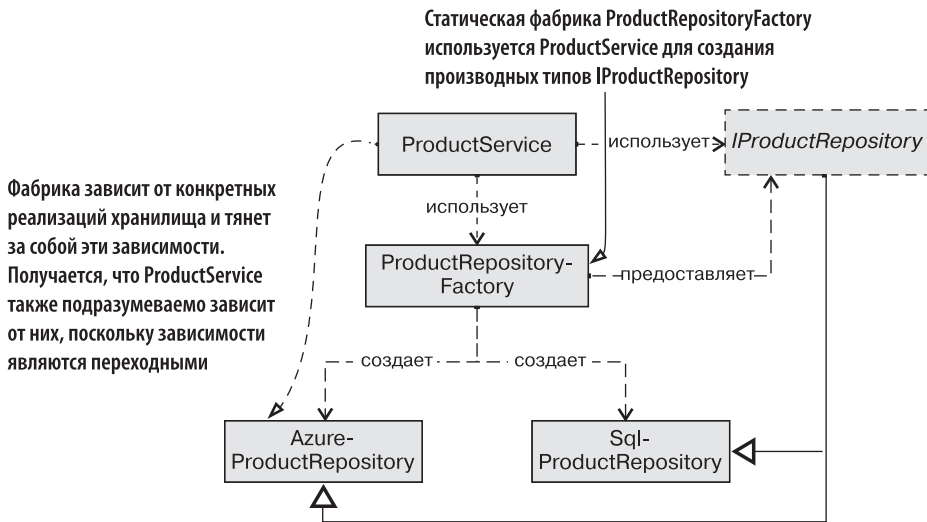 Статическая фабрика ProductRepositoryFactory
используется ProductService для создания
производных типов IProductRepository
ProductService
использует
IProductRepository
Фабрика зависит от конкретных
реализаций хранилища и тянет
за собой эти зависимости.
Получается, что ProductService
также подразумеваемо зависит
от них, поскольку зависимости
являются переходными
использует
ProductRepository-
Factory
предоставляет
создает
создает
Azure-
ProductRepository
Sql-
ProductRepository